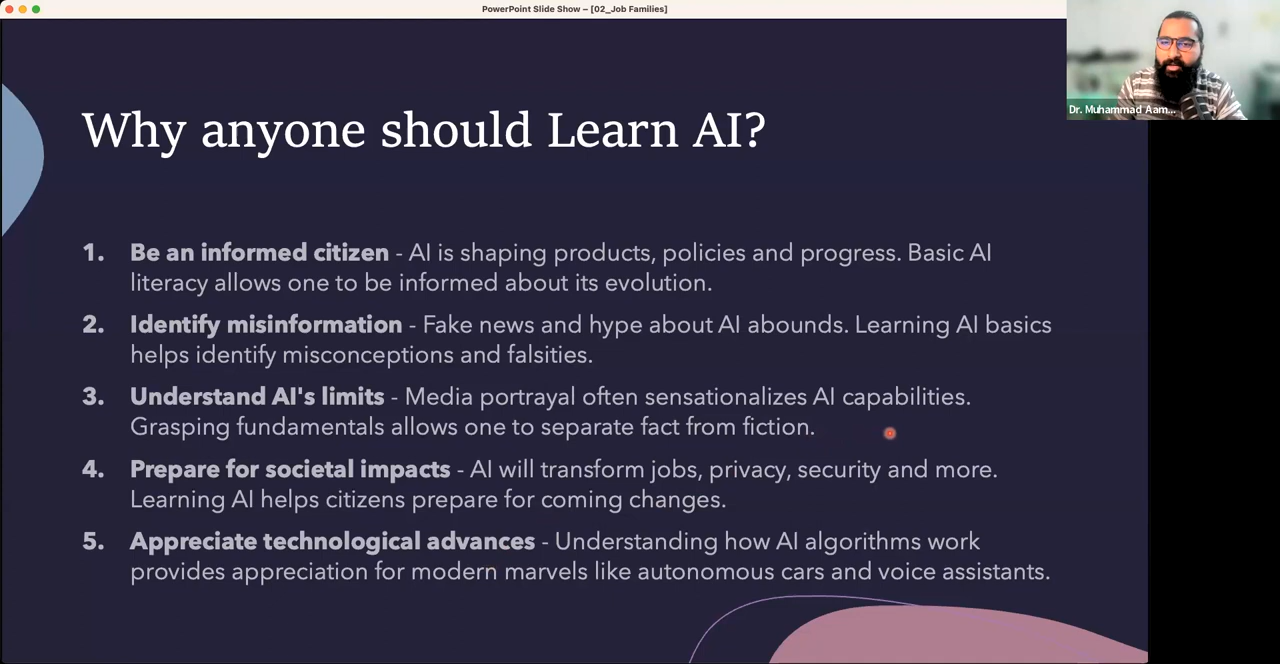 PowerPoint Slide Show – [02_Job Families]
Dr. Muhammad Aam...
Why anyone should Learn AI?
1. Be an informed citizen - AI is shaping products, policies and progress. Basic AI
literacy allows one to be informed about its evolution.
2. Identify misinformation - Fake news and hype about AI abounds. Learning AI basics
helps identify misconceptions and falsities.
3. Understand AI's limits - Media portrayal often sensationalizes AI capabilities.
Grasping fundamentals allows one to separate fact from fiction.
4. Prepare for societal impacts - AI will transform jobs, privacy, security and more.
Learning AI helps citizens prepare for coming changes.
5. Appreciate technological advances - Understanding how AI algorithms work
provides appreciation for modern marvels like autonomous cars and voice assistants.